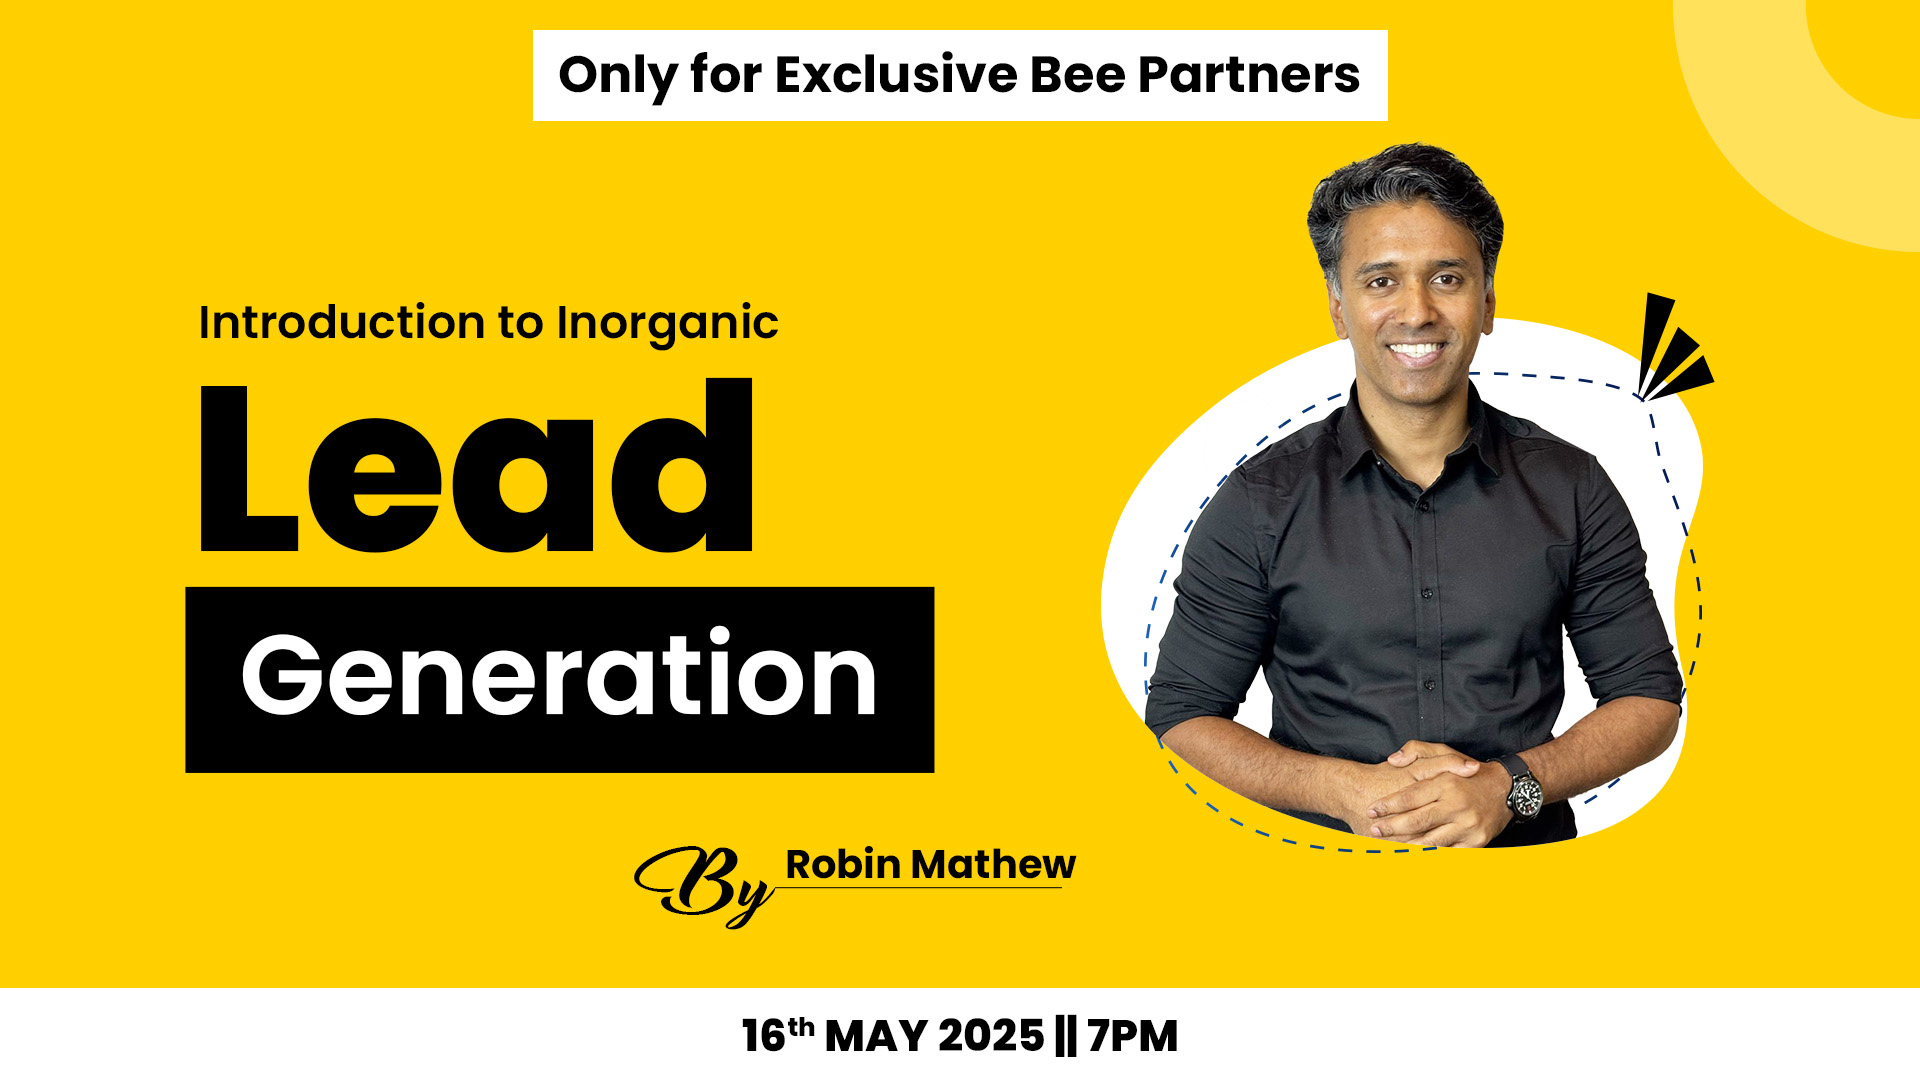 Only for Exclusive Bee Partners
Introduction to Inorganic
Lead
Generation
By Robin Mathew
16th MAY 2025 || 7PM